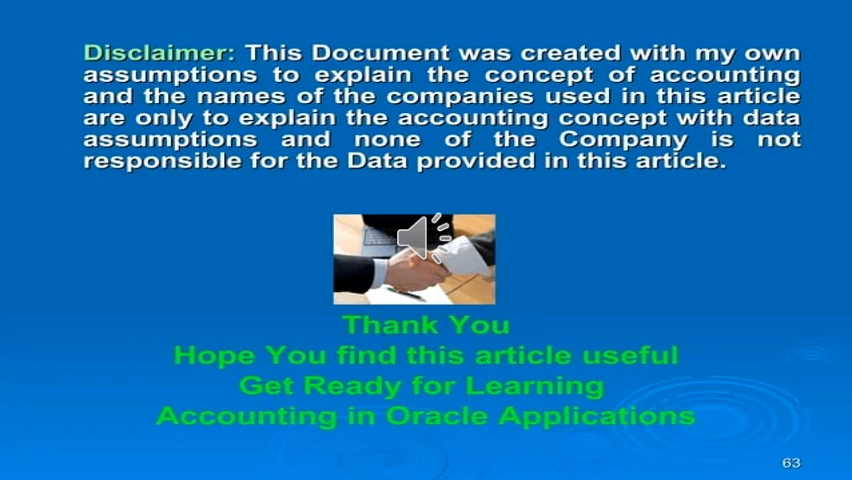 Disclaimer: This Document was created with my own
assumptions to explain the concept of accounting
and the names of the companies used in this article
are only to explain the accounting concept with data
assumptions and none of the Company is not
responsible for the Data provided in this article.
Thank You
Hope You find this article useful
Get Ready for Learning
Accounting in Oracle Applications
63